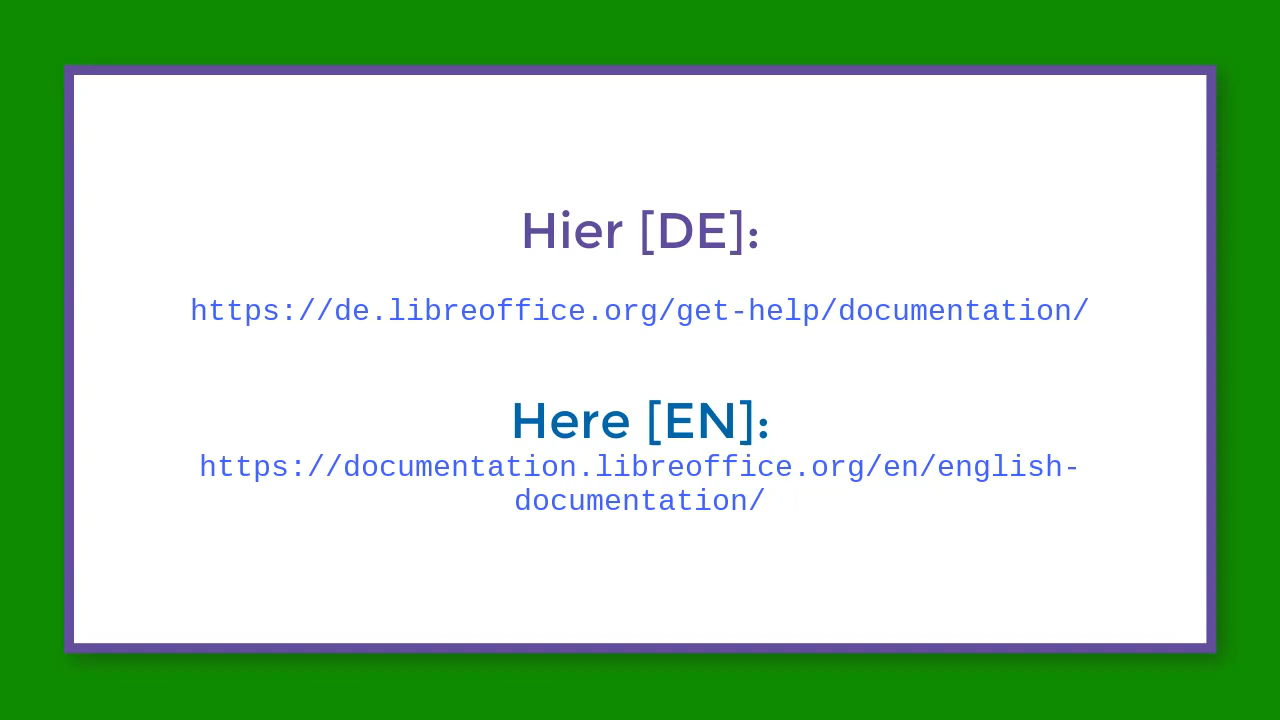 Hier [DE]:
https://de.libreoffice.org/get-help/documentation/
Here [EN]:
https://documentation.libreoffice.org/en/english-
documentation/